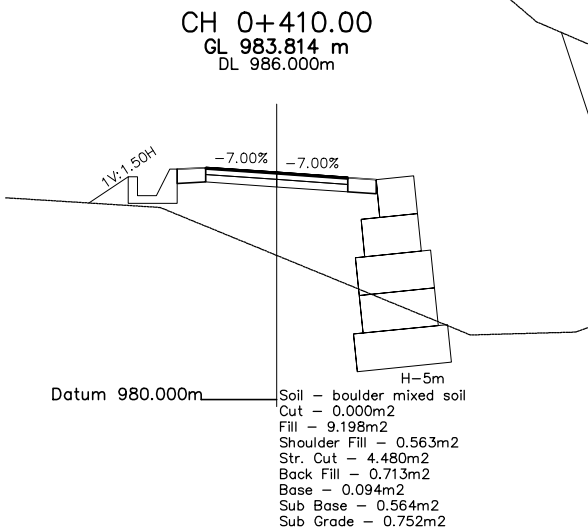 CH 0+410.00
GL 983.814 m
DL 986.000m
1V:1.50H
-7.00% -7.00%
H-5m
Datum 980.000m
Soil - boulder mixed soil
Cut - 0.000m2
Fill - 9.198m2
Shoulder Fill - 0.563m2
Str. Cut - 4.480m2
Back Fill - 0.713m2
Base - 0.094m2
Sub Base - 0.564m2
Sub Grade - 0.752m2